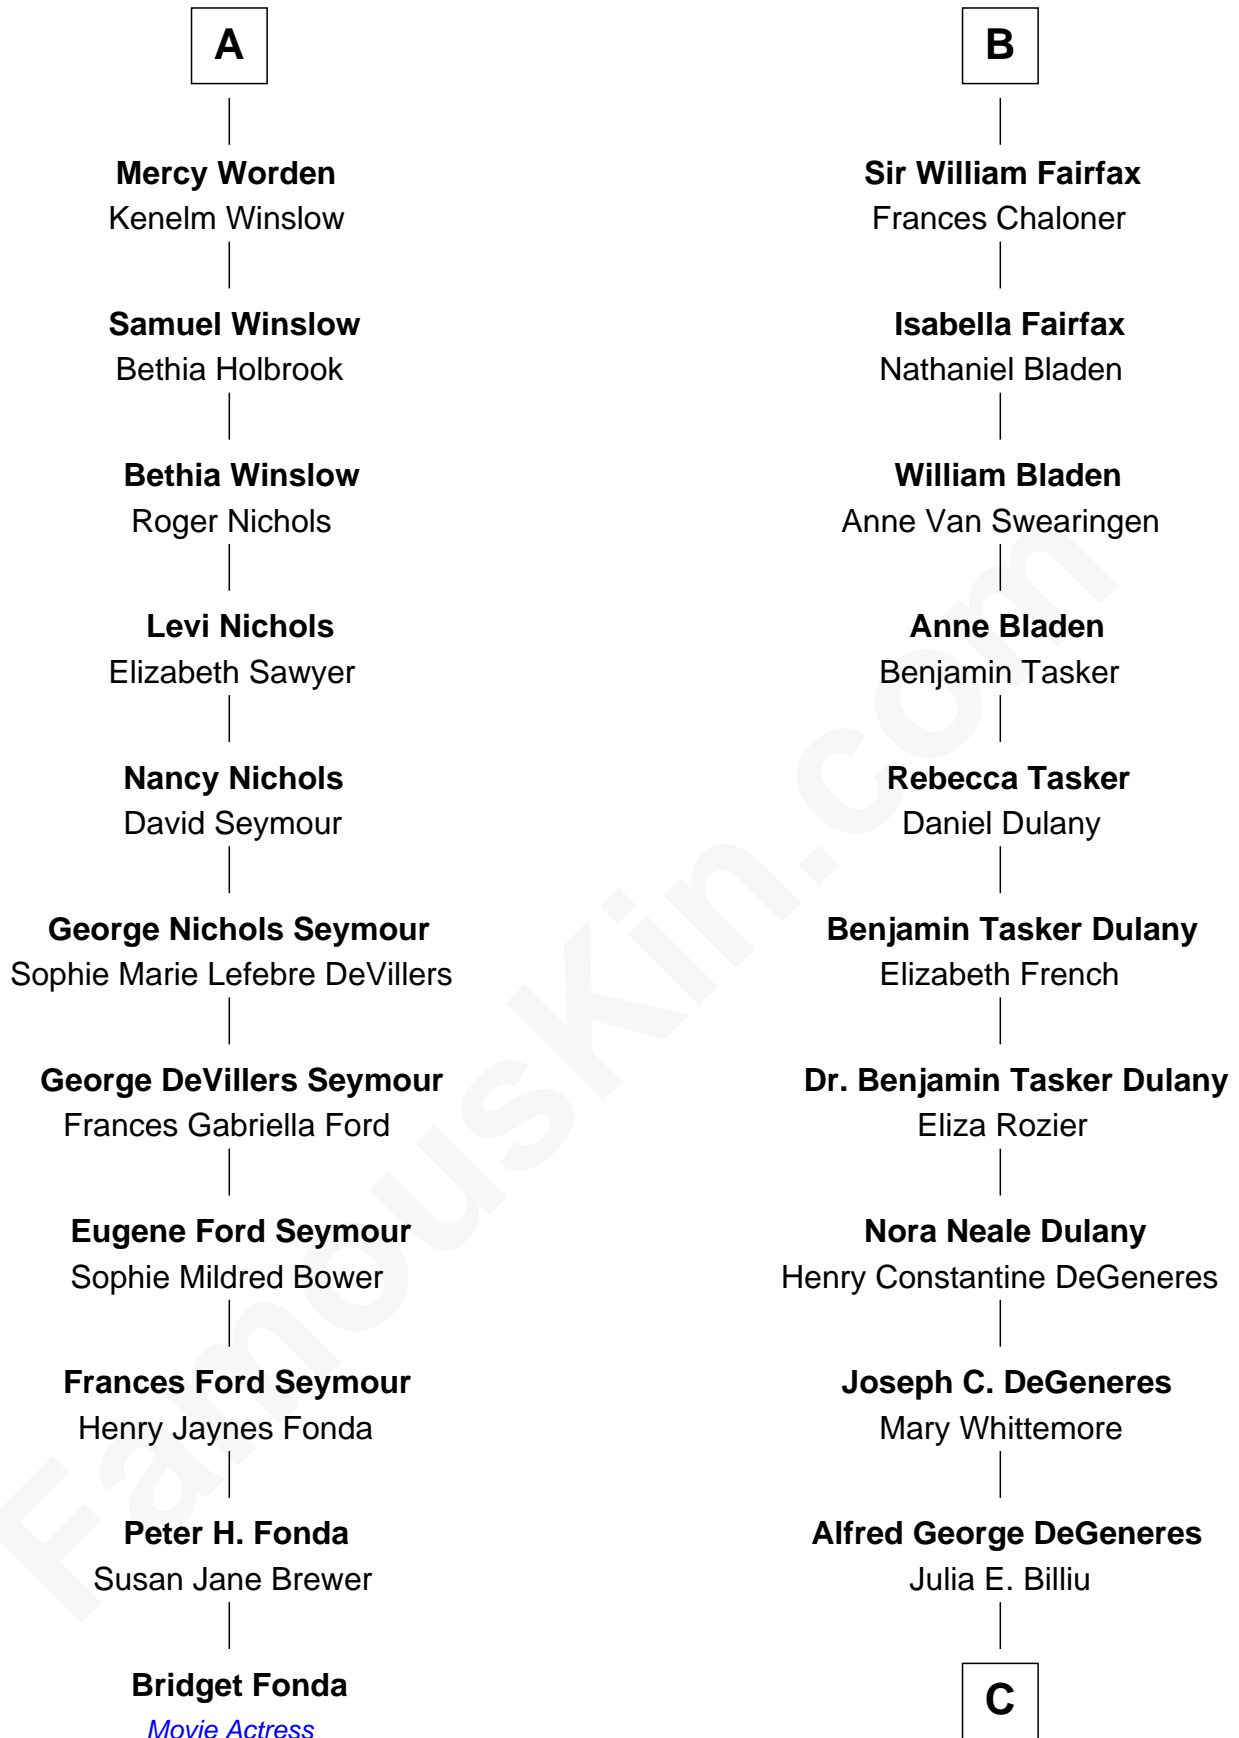 A
Mercy Worden
Kenelm Winslow
Samuel Winslow
Bethia Holbrook
Bethia Winslow
Roger Nichols
Levi Nichols
Elizabeth Sawyer
Nancy Nichols
David Seymour
George Nichols Seymour
Sophie Marie Lefebre DeVillers
George DeVillers Seymour
Frances Gabriella Ford
Eugene Ford Seymour
Sophie Mildred Bower
Frances Ford Seymour
Henry Jaynes Fonda
Peter H. Fonda
Susan Jane Brewer
Bridget Fonda
Movie Actress
B
Sir William Fairfax
Frances Chaloner
Isabella Fairfax
Nathaniel Bladen
William Bladen
Anne Van Swearingen
Anne Bladen
Benjamin Tasker
Rebecca Tasker
Daniel Dulany
Benjamin Tasker Dulany
Elizabeth French
Dr. Benjamin Tasker Dulany
Eliza Rozier
Nora Neale Dulany
Henry Constantine DeGeneres
Joseph C. DeGeneres
Mary Whittemore
Alfred George DeGeneres
Julia E. Billiu
C
FamousKin.com